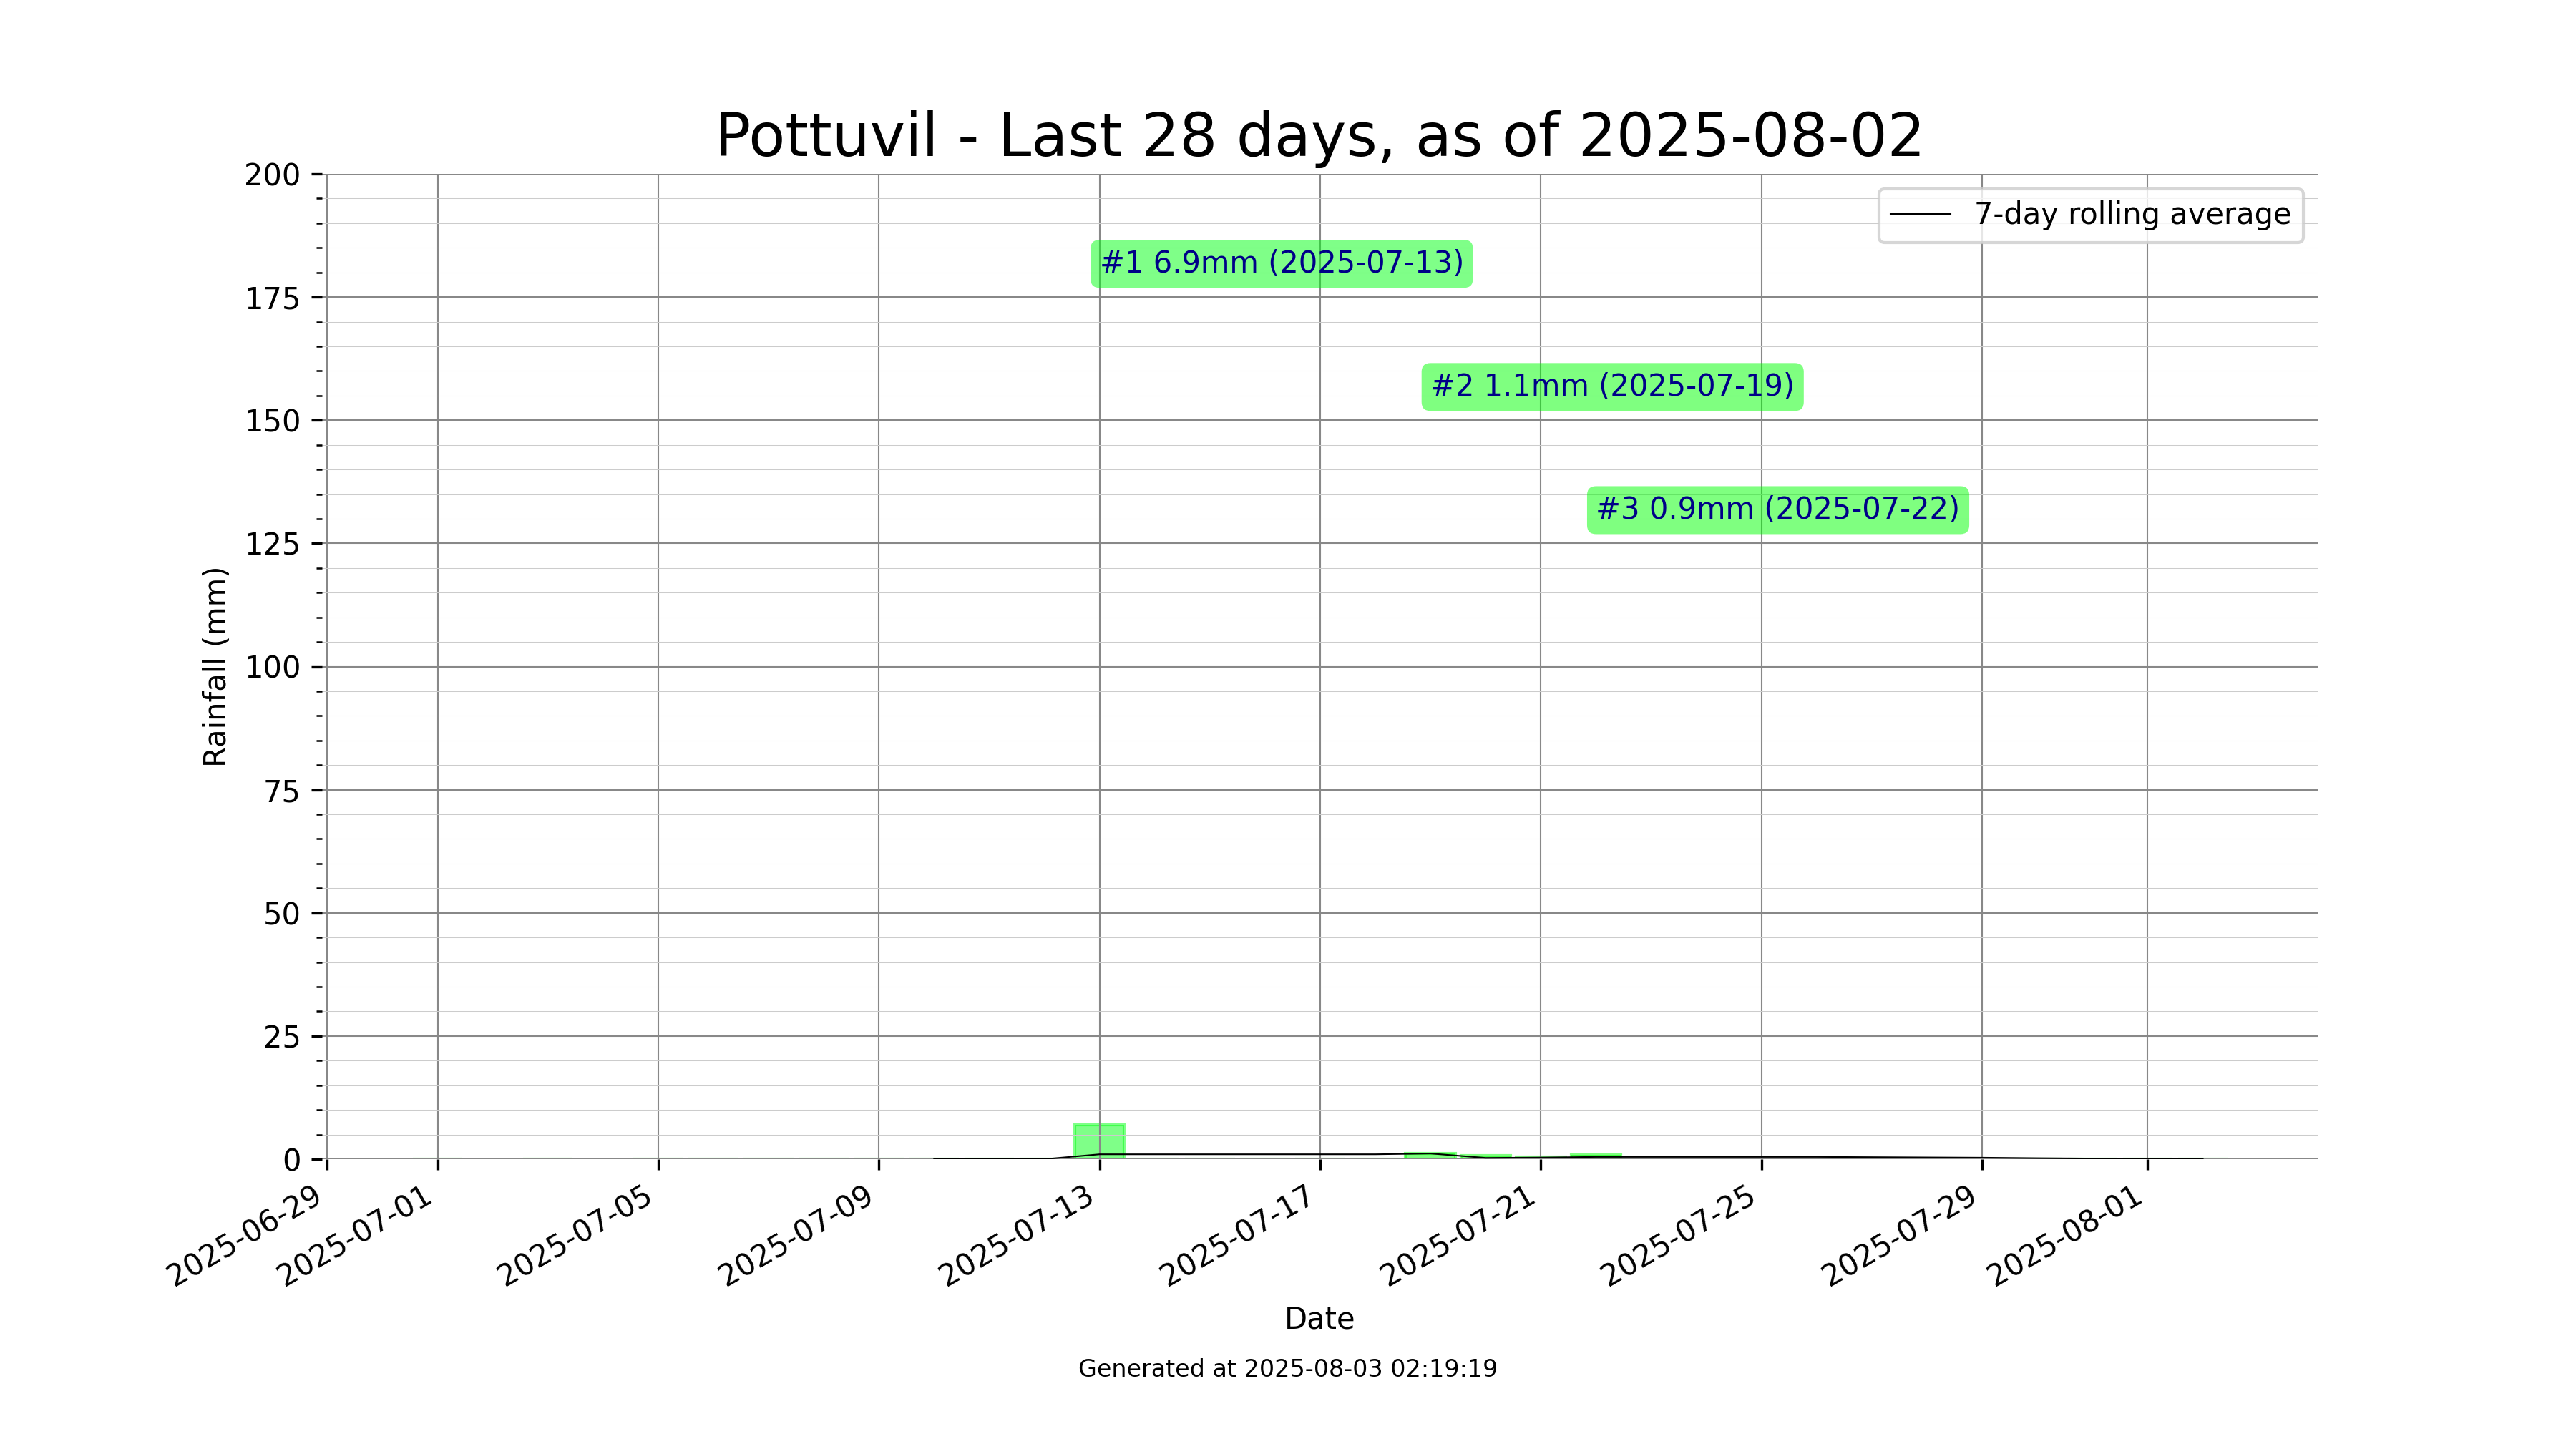 Pottuvil - Last 28 days, as of 2025-08-02
7-day rolling average
#1 6.9mm (2025-07-13)
#2 1.1mm (2025-07-19)
#3 0.9mm (2025-07-22)
Rainfall (mm)
200
175
150
125
100
75
50
25
0
2025-06-29
2025-07-01
2025-07-05
2025-07-09
2025-07-13
2025-07-17
2025-07-21
2025-07-25
2025-07-29
2025-08-01
Date
Generated at 2025-08-03 02:19:19